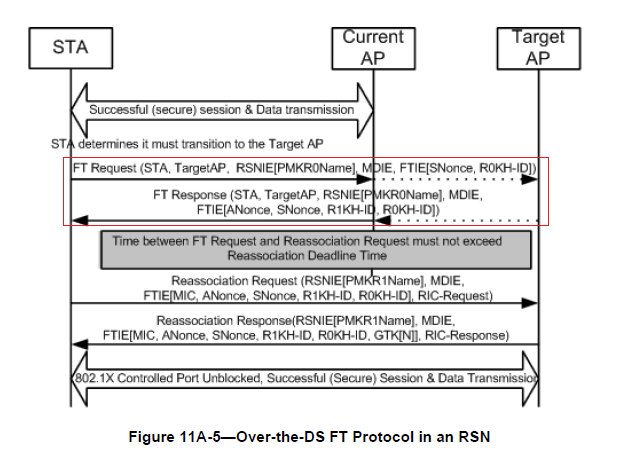 STA
Current
AP
Target
AP
Successful (secure) session & Data transmission
STA determines it must transition to the Target AP
FT Request (STA, TargetAP, RSNIE[PMKR0Name], MDIE, FTIE[SNonce, R0KH-ID])
FT Response (STA, TargetAP, RSNIE[PMKR0Name], MDIE,
FTIE[ANonce, SNonce, R1KH-ID, R0KH-ID])
Time between FT Request and Reassociation Request must not exceed
Reassociation Deadline Time
Reassociation Request (RSNIE[PMKR1Name], MDIE,
FTIE[MIC, ANonce, SNonce, R1KH-ID, R0KH-ID], RIC-Request)
Reassociation Response(RSNIE[PMKR1Name], MDIE,
FTIE[MIC, ANonce, SNonce, R1KH-ID, R0KH-ID, GTK[N]], RIC-Response)
802.1X Controlled Port Unblocked, Successful (Secure) Session & Data Transmission
Figure 11A-5—Over-the-DS FT Protocol in an RSN